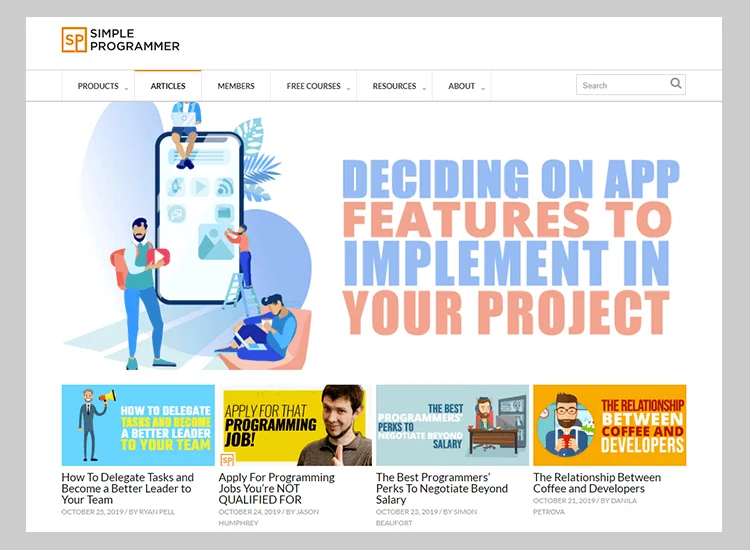 SP SIMPLE
PROGRAMMER
PRODUCTS ARTICLES MEMBERS FREE COURSES RESOURCES ABOUT Search
DECIDING ON APP
FEATURES TO
IMPLEMENT IN
YOUR PROJECT
HOW TO DELEGATE
TASKS AND BECOME
A BETTER LEADER
TO YOUR TEAM
APPLY FOR THAT
PROGRAMMING
JOB!
SP
THE BEST
PROGRAMMERS'
PERKS TO
NEGOTIATE BEYOND
SALARY
THE RELATIONSHIP
BETWEEN
COFFEE AND
DEVELOPERS
How To Delegate Tasks and
Become a Better Leader to
Your Team
OCTOBER 25, 2019 / BY RYAN PELL
Apply For Programming
Jobs You're NOT
QUALIFIED FOR
OCTOBER 24, 2019 / BY JASON
HUMPHREY
The Best Programmers'
Perks To Negotiate Beyond
Salary
OCTOBER 23, 2019 / BY SIMON
BEAUFORT
The Relationship Between
Coffee and Developers
OCTOBER 21, 2019 / BY DANILA
PETROVA